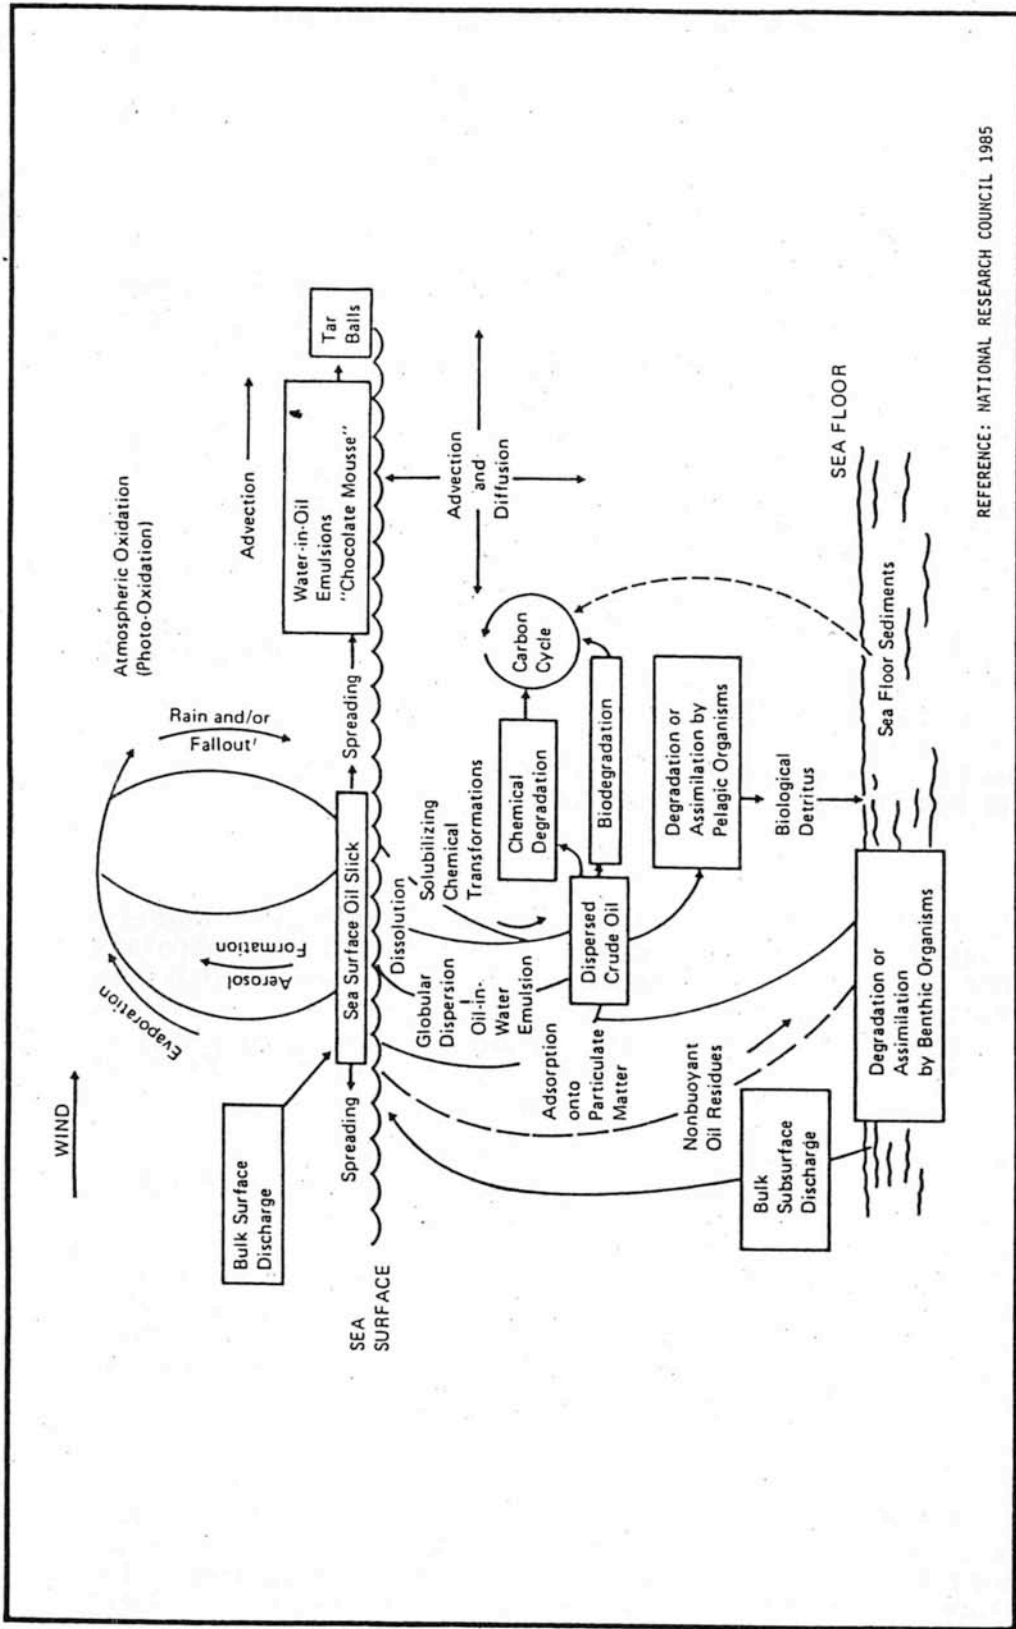 WIND
Evaporation
Aerosol
Formation
Rain and/or
Fallout'
Atmospheric Oxidation
(Photo-Oxidation)
Bulk Surface
Discharge
Advection
SEA
SURFACE
Spreading
Sea Surface Oil Slick
Spreading
Water-in-Oil
Emulsions
"Chocolate Mousse"
Tar
Balls
Globular
Dispersion
Oil-in-
Water
Emulsion
Dissolution
Solubilizing
Chemical
Transformations
Advection
and
Diffusion
Adsorption
onto
Particulate
Matter
Dispersed
Crude Oil
Chemical
Degradation
Carbon
Cycle
Biodegradation
Nonbuoyant
Oil Residues
Degradation or
Assimilation by
Pelagic Organisms
Bulk
Subsurface
Discharge
Biological
Detritus
SEA FLOOR
Degradation or
Assimilation
by Benthic Organisms
Sea Floor Sediments
REFERENCE: NATIONAL RESEARCH COUNCIL 1985